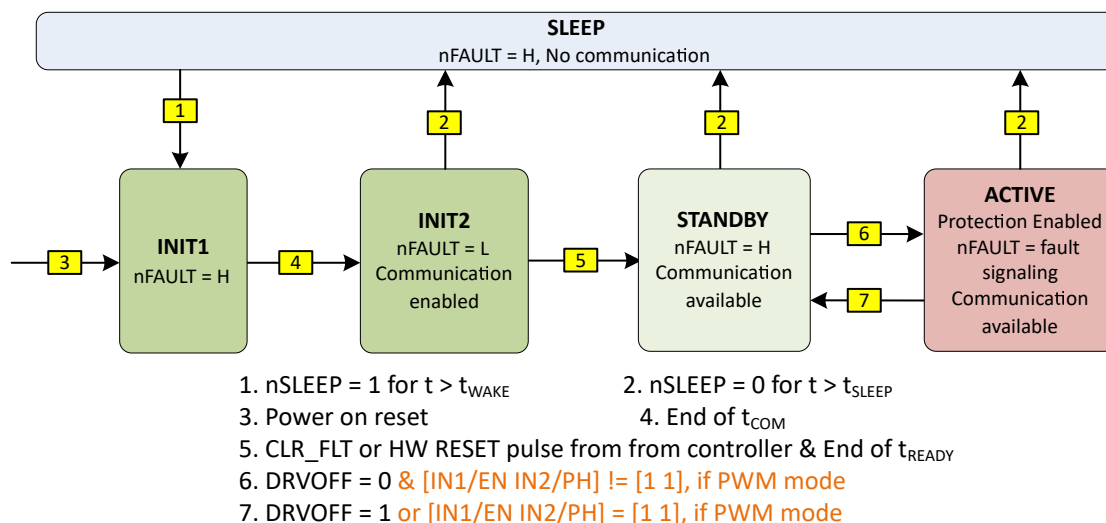 SLEEP
nFAULT = H, No communication
1
2
2
2
INIT1
nFAULT = H
INIT2
nFAULT = L
Communication
enabled
STANDBY
nFAULT = H
Communication
available
ACTIVE
Protection Enabled
nFAULT = fault
signaling
Communication
available
3
4
5
6
7
1. nSLEEP = 1 for t > tWAKE
2. nSLEEP = 0 for t > tSLEEP
3. Power on reset
4. End of tCOM
5. CLR_FLT or HW RESET pulse from from controller & End of tREADY
6. DRVOFF = 0 & [IN1/EN IN2/PH] != [1 1], if PWM mode
7. DRVOFF = 1 or [IN1/EN IN2/PH] = [1 1], if PWM mode